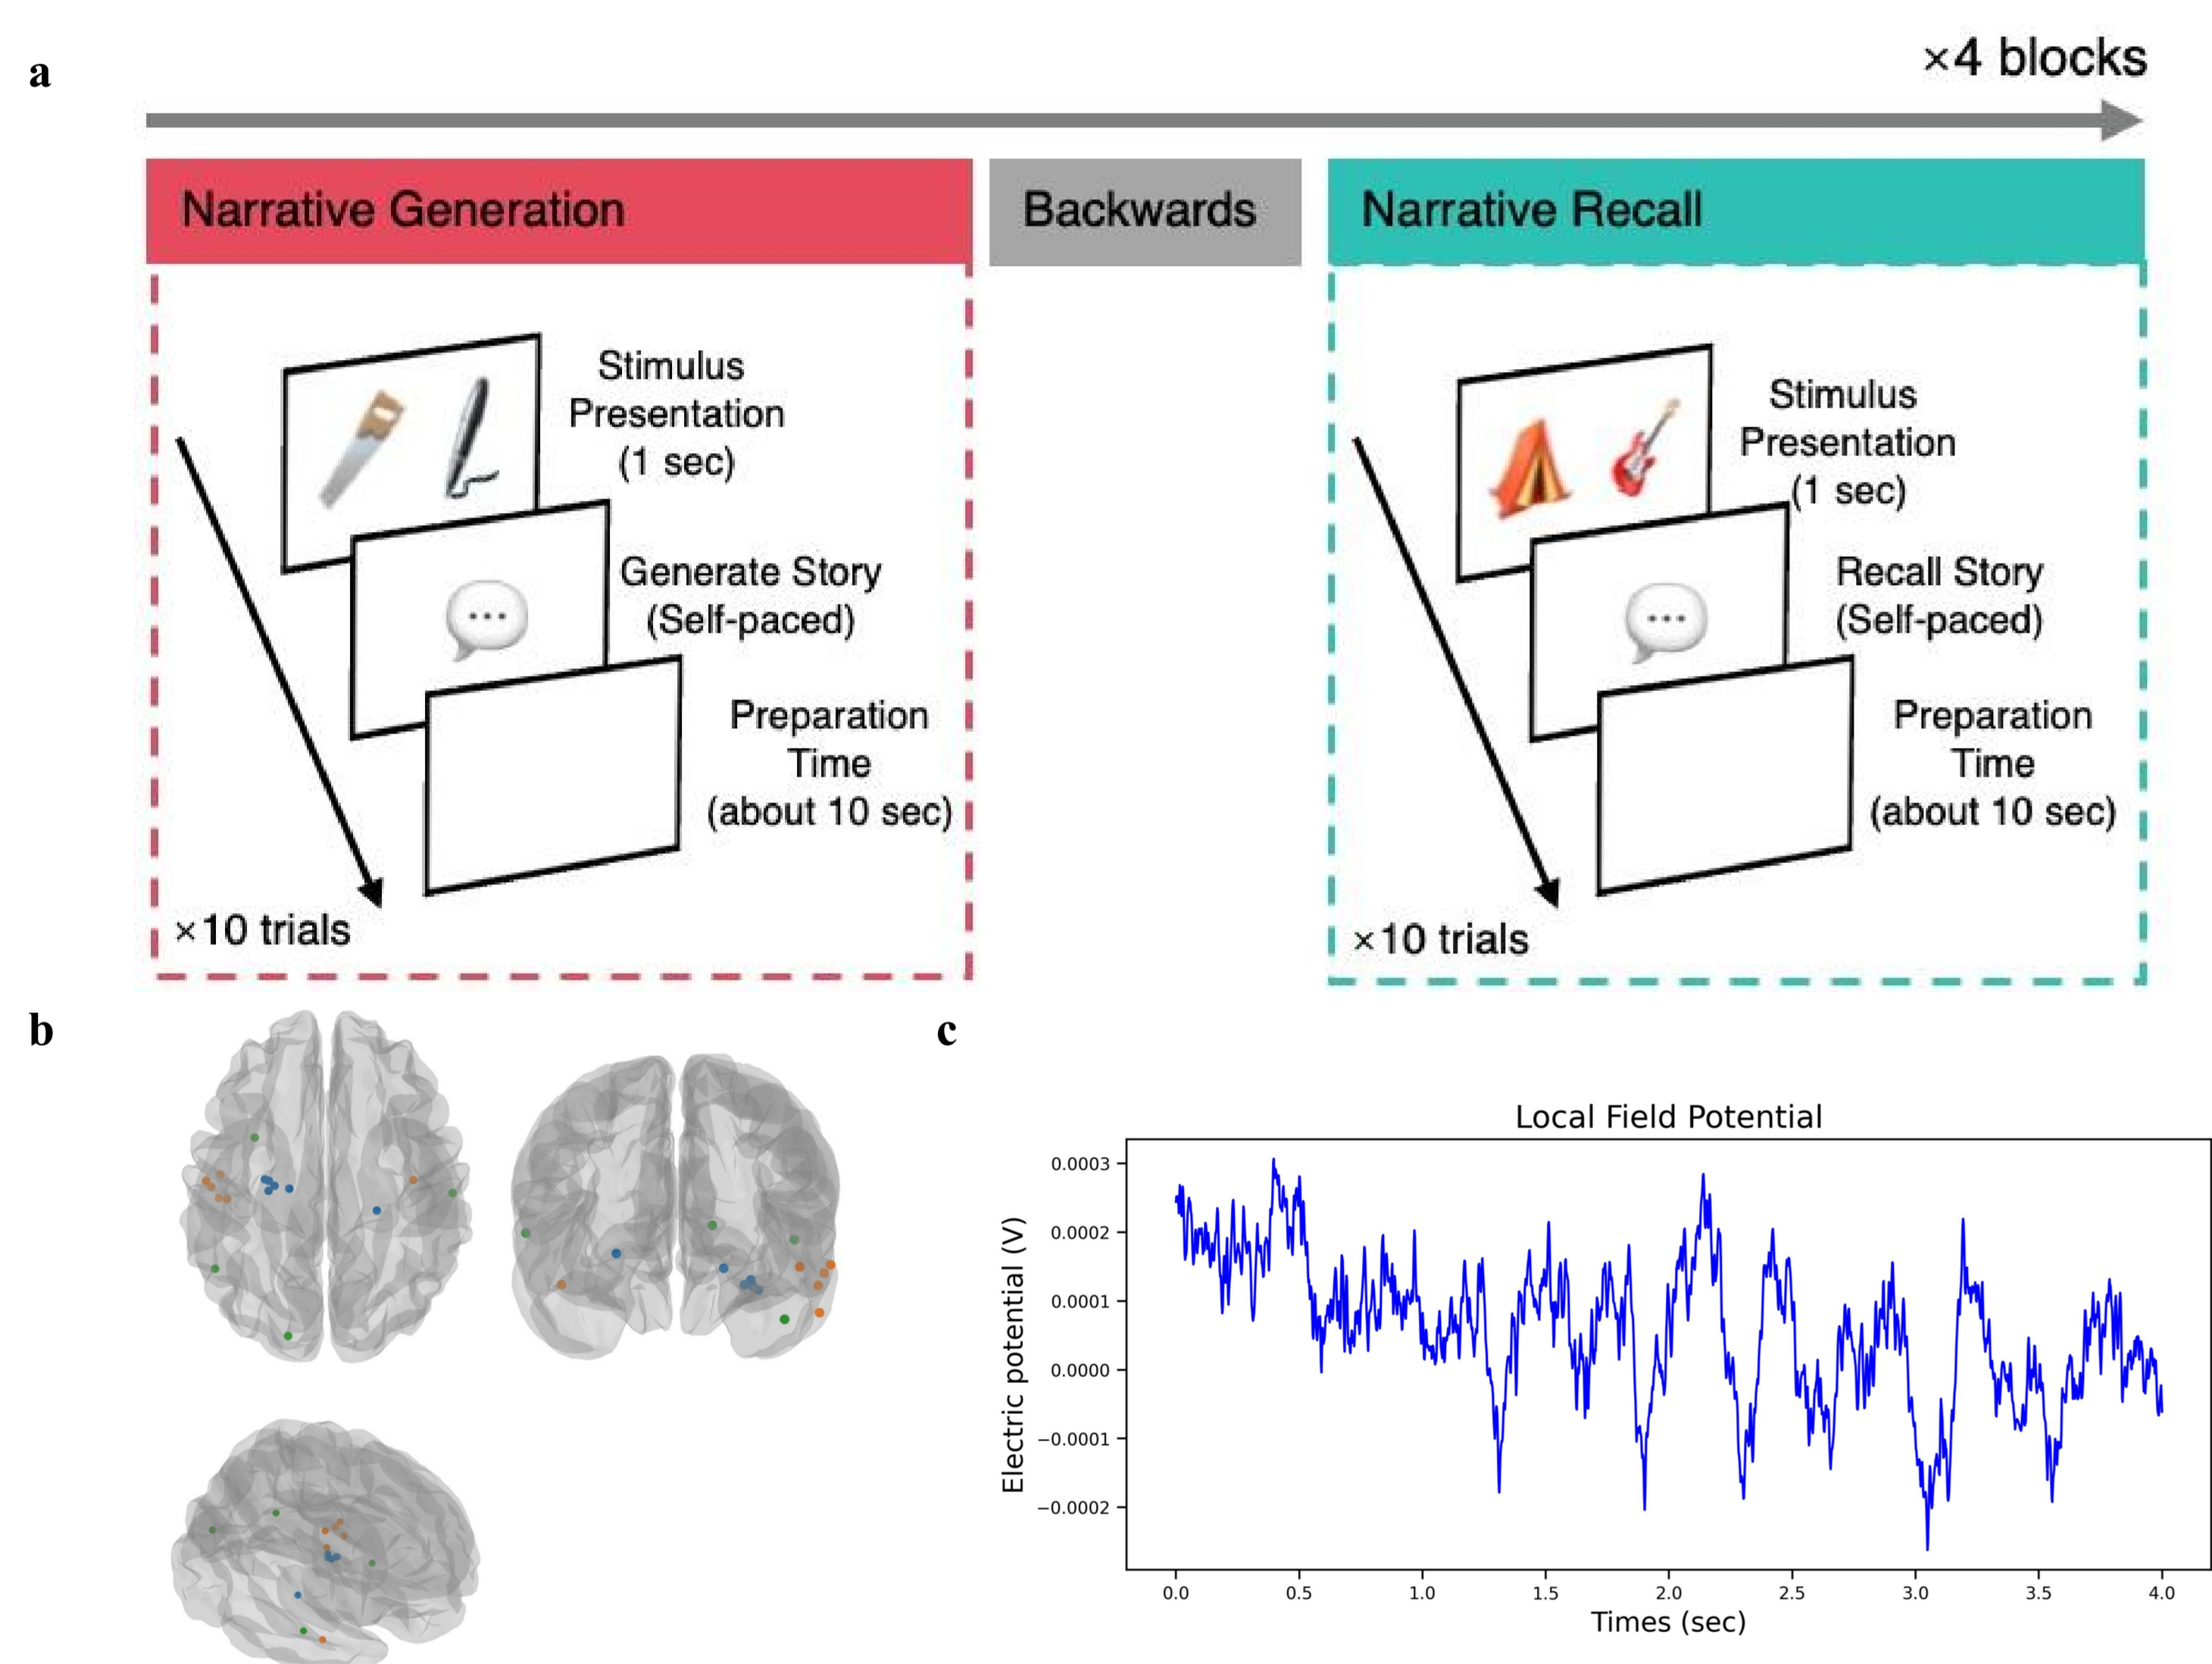 a
×4 blocks
Narrative Generation
Backwards
Narrative Recall
Stimulus
Presentation
(1 sec)
Generate Story
(Self-paced)
Preparation
Time
(about 10 sec)
×10 trials
Stimulus
Presentation
(1 sec)
Recall Story
(Self-paced)
Preparation
Time
(about 10 sec)
×10 trials
b
c
Local Field Potential
Electric potential (V)
0.0003
0.0002
0.0001
0.0000
−0.0001
−0.0002
0.0 0.5 1.0 1.5 2.0 2.5 3.0 3.5 4.0
Times (sec)